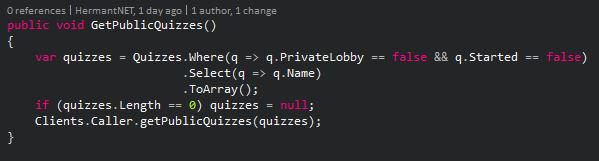 0 references | HermantNET, 1 day ago | 1 author, 1 change
public void GetPublicQuizzes()
{
    var quizzes = Quizzes.Where(q => q.PrivateLobby == false && q.Started == false)
                         .Select(q => q.Name)
                         .ToArray();
    if (quizzes.Length == 0) quizzes = null;
    Clients.Caller.getPublicQuizzes(quizzes);
}